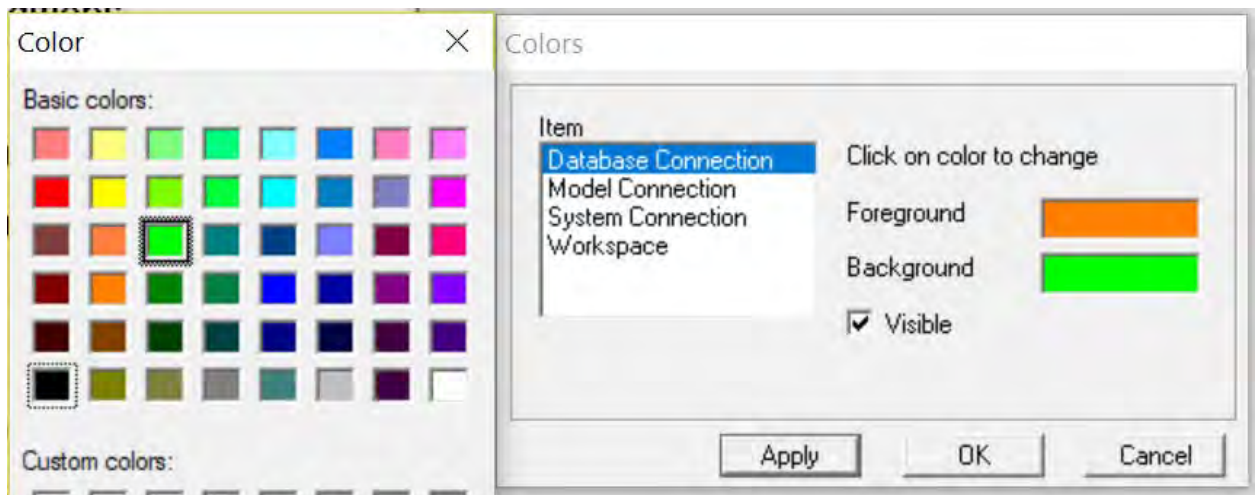 Color
Basic colors:
Custom colors:
Colors
Item
Database Connection
Model Connection
System Connection
Workspace
Click on color to change
Foreground
Background
Visible
Apply
OK
Cancel